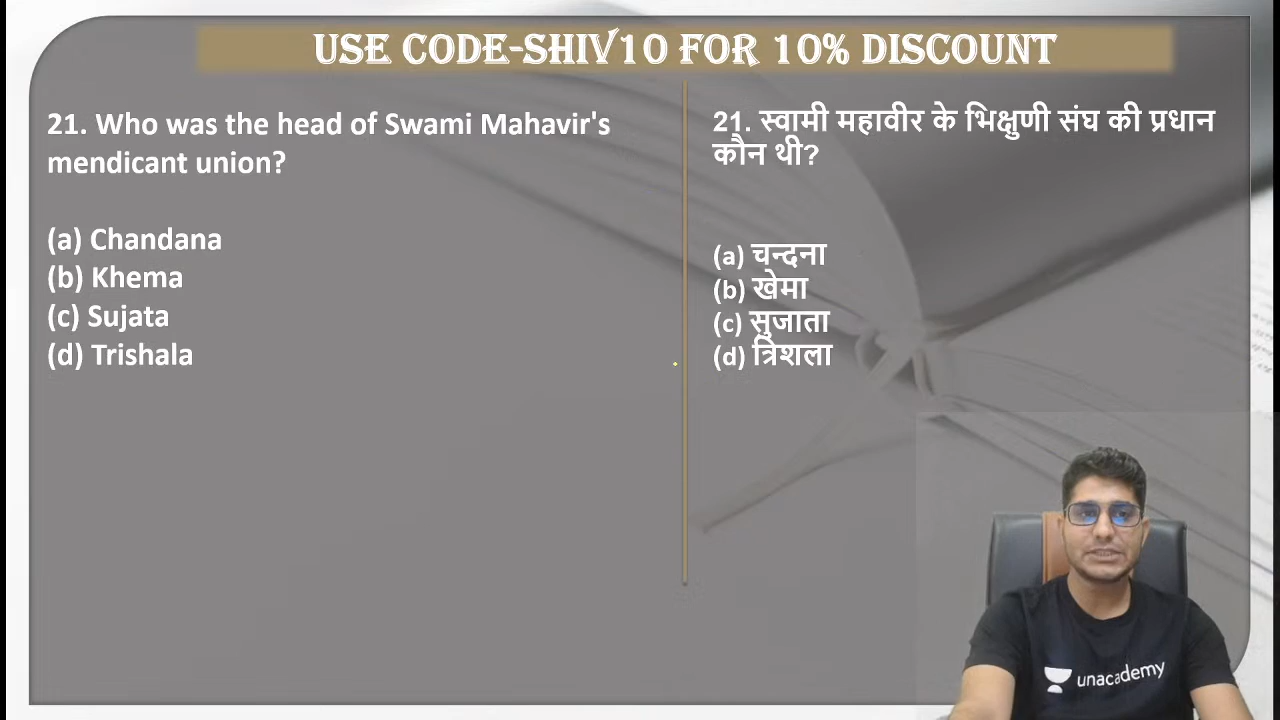 USE CODE-SHIV10 FOR 10% DISCOUNT
21. Who was the head of Swami Mahavir's
mendicant union?
(a) Chandana
(b) Khema
(c) Sujata
(d) Trishala
21. स्वामी महावीर के भिक्षुणी संघ की प्रधान
कौन थी?
(a) चन्दना
(b) खेमा
(c) सुजाता
(d) त्रिशला
unacademy